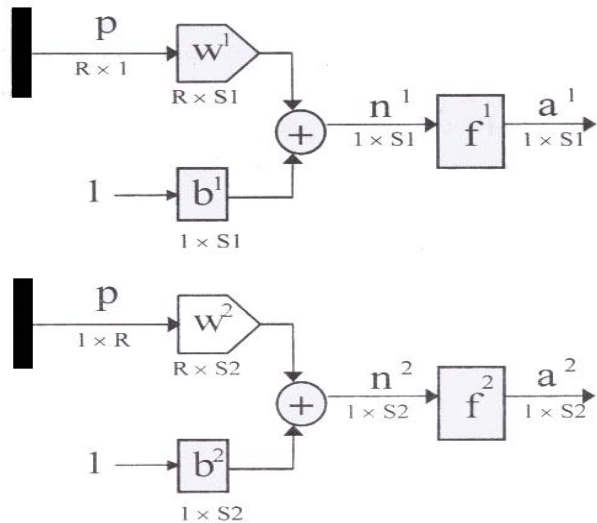 p
R × 1
w¹
R × S1
+
n¹
1 × S1
f¹
a¹
1 × S1
1
b¹
1 × S1
p
1 × R
w²
R × S2
+
n²
1 × S2
f²
a²
1 × S2
1
b²
1 × S2